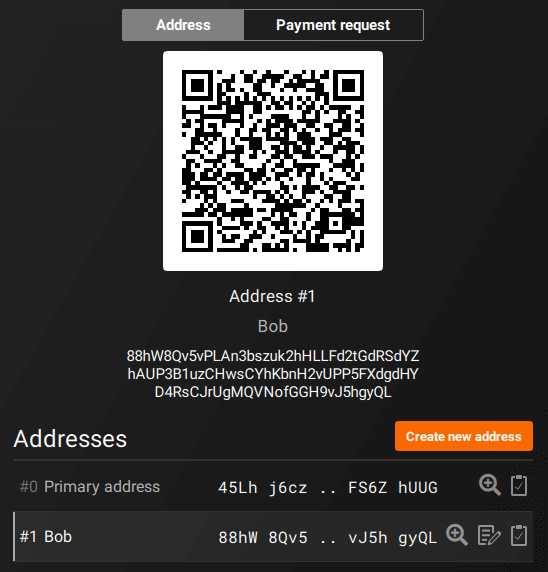 Address Payment request
Address #1
Bob
88hW8Qv5vPLAn3bszuk2hHLLFd2tGdRSdYZ
hAUP3B1uzCHwsCYhKbnH2vUPP5FXdgdHY
D4RsCJrUgMQVNofGGH9vJ5hgyQL
Addresses Create new address
#0 Primary address 45Lh j6cz .. FS6Z hUUG
#1 Bob 88hW 8Qv5 .. vJ5h gyQL